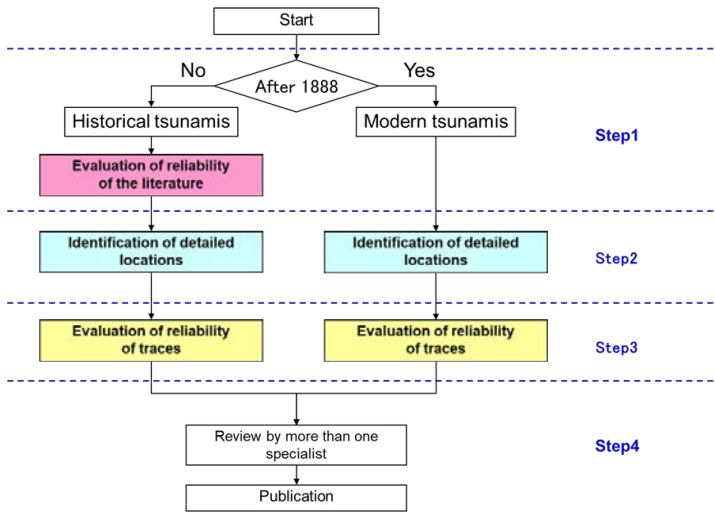 Start
No
Yes
After 1888
Historical tsunamis
Modern tsunamis
Step1
Evaluation of reliability
of the literature
Identification of detailed
locations
Identification of detailed
locations
Step2
Evaluation of reliability
of traces
Evaluation of reliability
of traces
Step3
Review by more than one
specialist
Step4
Publication